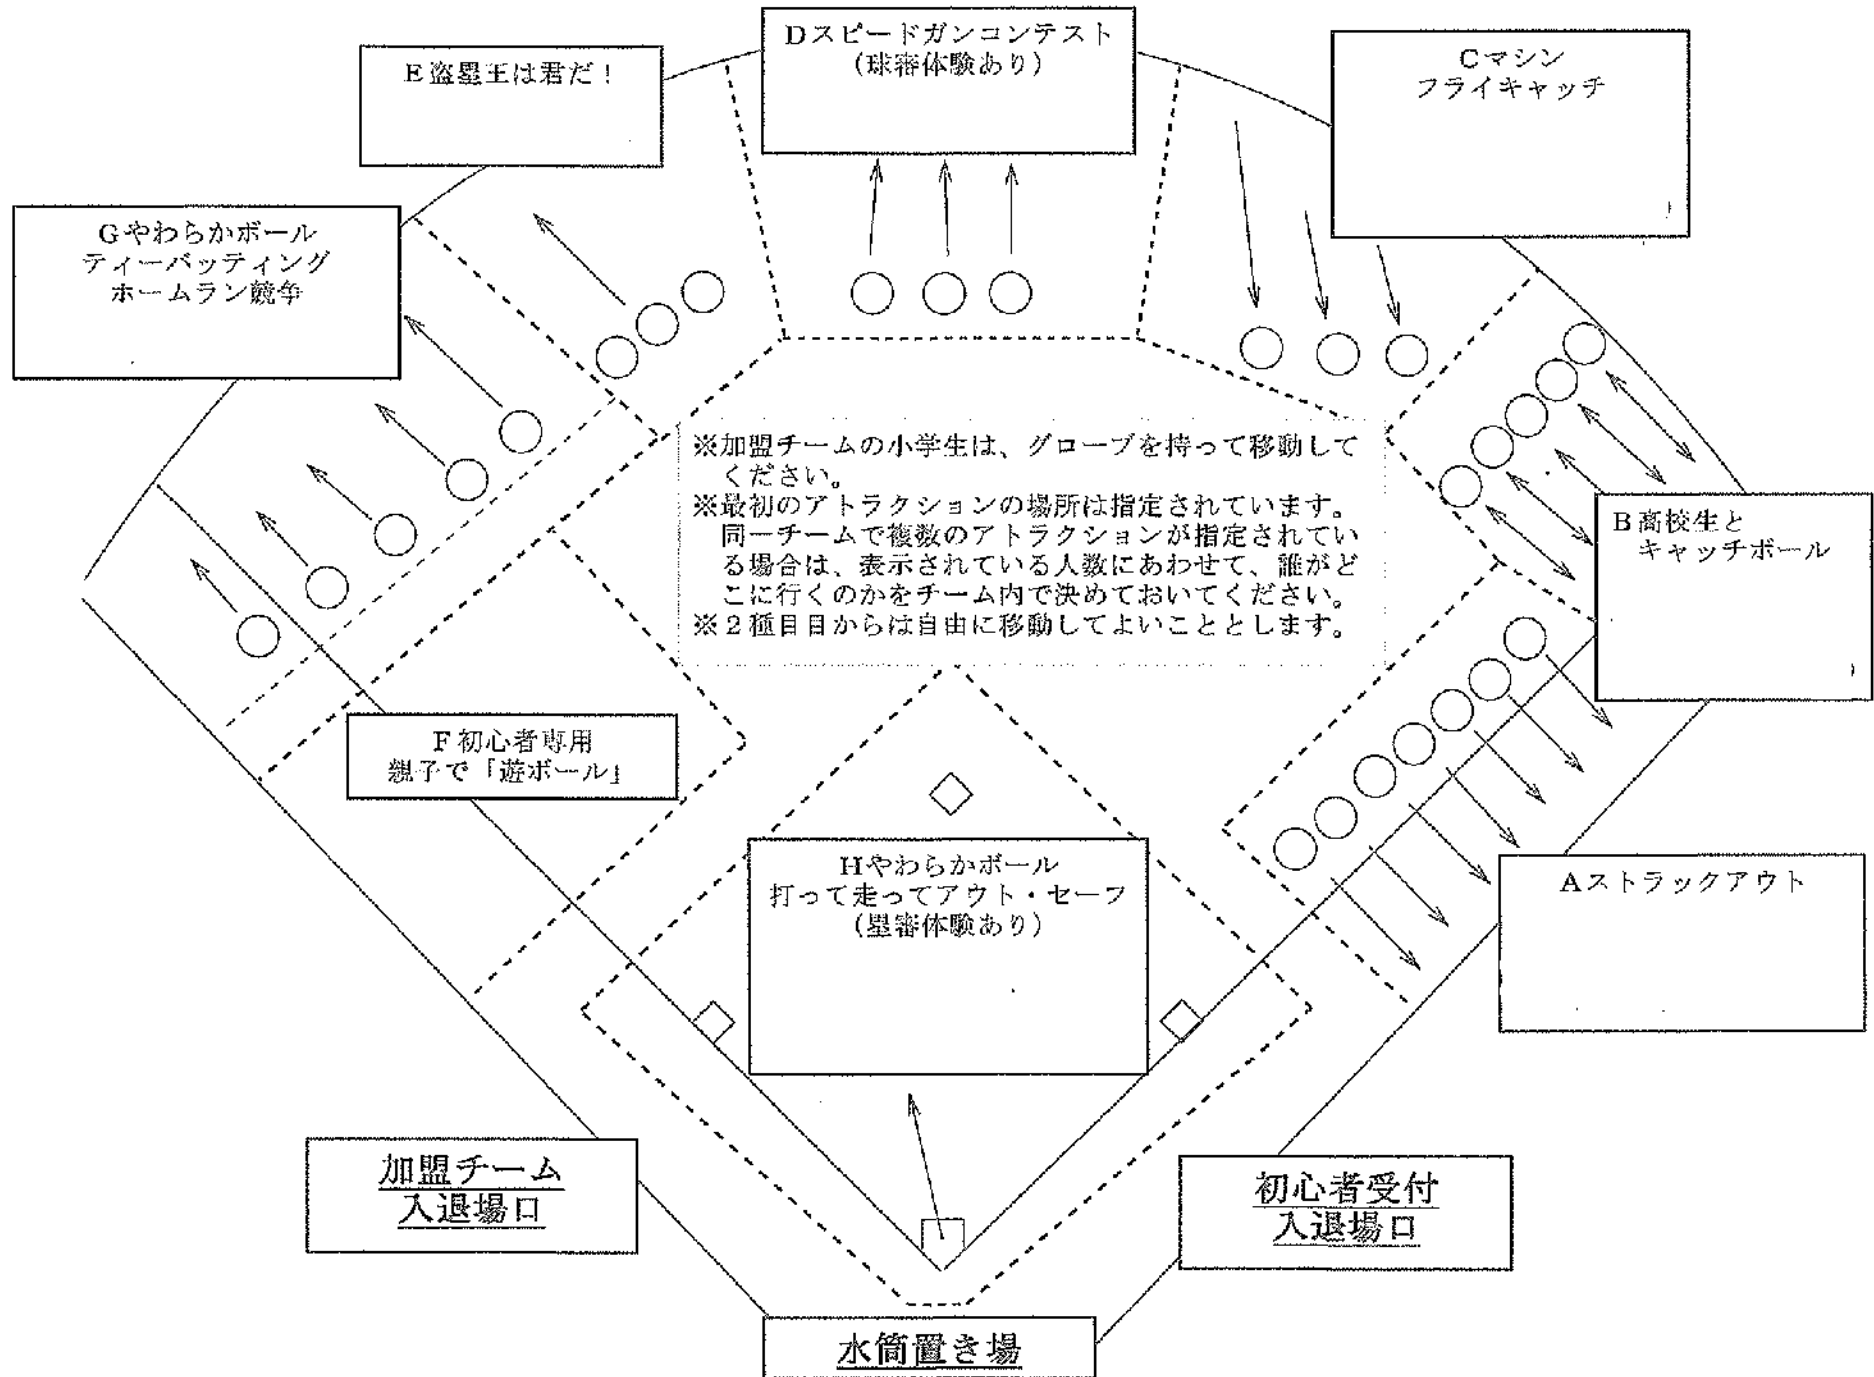 Dスピードガンコンテスト
(球審体験あり)
E盗塁王は君だ!
Cマシン
フライキャッチ
Gやわらかボール
ティーバッティング
ホームラン競争
※加盟チームの小学生は、グローブを持って移動して
ください。
※最初のアトラクションの場所は指定されています。
同一チームで複数のアトラクションが指定されてい
る場合は、表示されている人数にあわせて、誰がど
こに行くのかをチーム内で決めておいてください。
※2種目目からは自由に移動してよいこととします。
B高校生と
キャッチボール
F初心者専用
親子で「遊ボール」
Hやわらかボール
打って走ってアウト・セーフ
(塁審体験あり)
Aストラックアウト
加盟チーム
入退場口
初心者受付
入退場口
水筒置き場